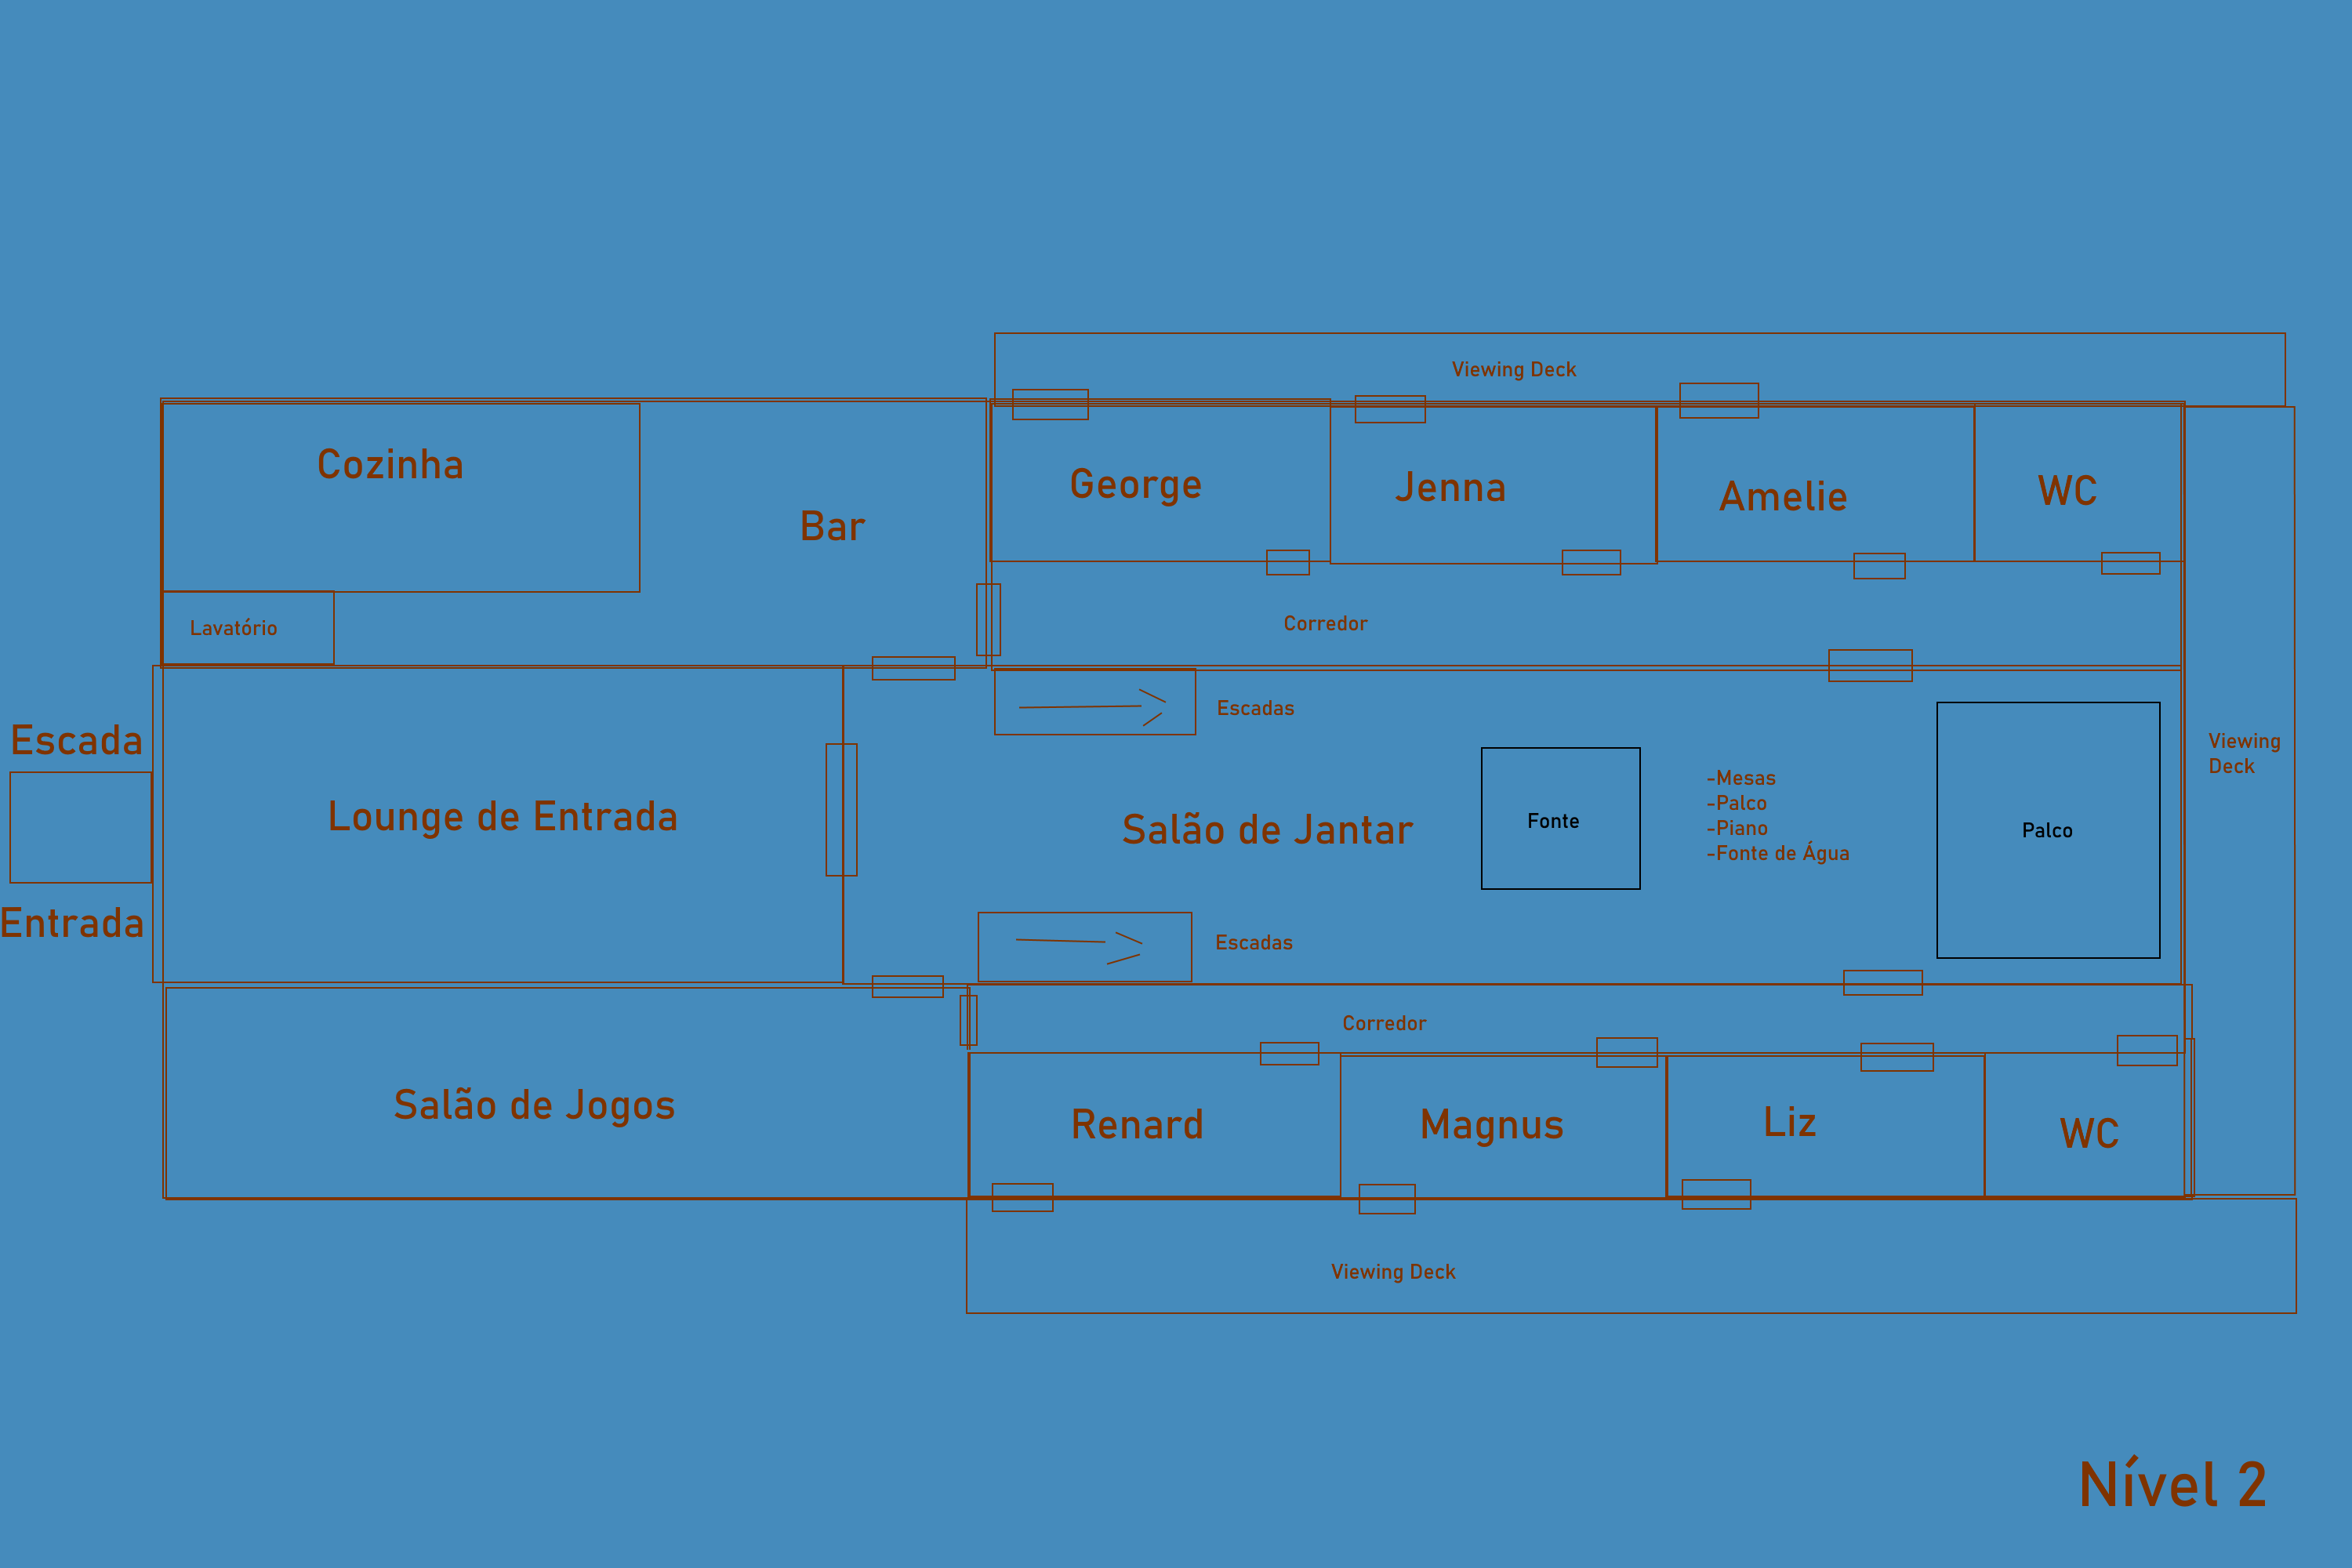 Viewing Deck
Cozinha
George
Jenna
Amelie
WC
Bar
Lavatório
Corredor
Escadas
Escada
Entrada
Lounge de Entrada
Salão de Jantar
Fonte
-Mesas
-Palco
-Piano
-Fonte de Água
Palco
Viewing
Deck
Escadas
Corredor
Salão de Jogos
Renard
Magnus
Liz
WC
Viewing Deck
Nível 2